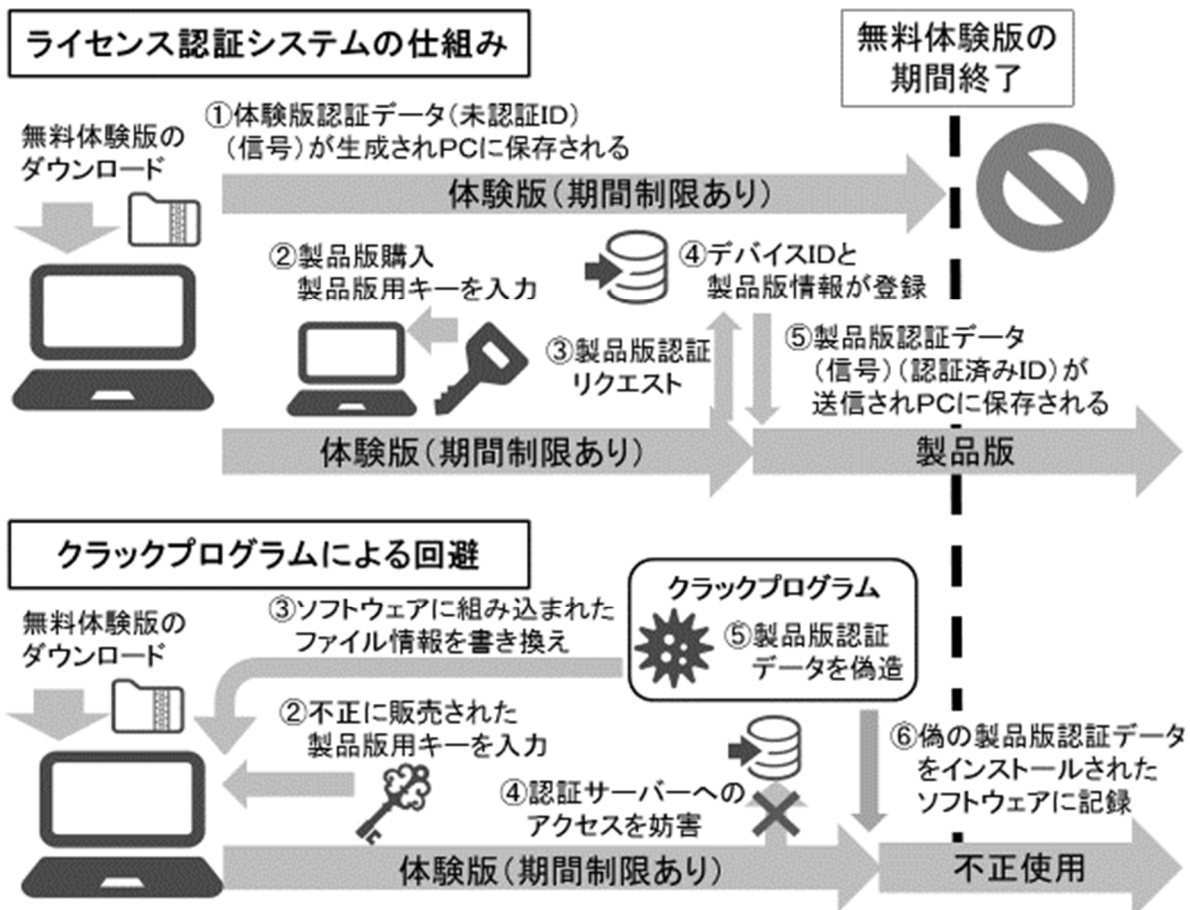 ライセンス認証システムの仕組み
無料体験版の
期間終了
無料体験版の
ダウンロード
①体験版認証データ(未認証ID)
(信号)が生成されPCに保存される
体験版(期間制限あり)
②製品版購入
製品版用キーを入力
③製品版認証
リクエスト
④デバイスIDと
製品版情報が登録
⑤製品版認証データ
(信号)(認証済みID)が
送信されPCに保存される
体験版(期間制限あり)
製品版
クラックプログラムによる回避
無料体験版の
ダウンロード
②不正に販売された
製品版用キーを入力
③ソフトウェアに組み込まれた
ファイル情報を書き換え
クラックプログラム
⑤製品版認証
データを偽造
④認証サーバーへの
アクセスを妨害
⑥偽の製品版認証データ
をインストールされた
ソフトウェアに記録
体験版(期間制限あり)
不正使用